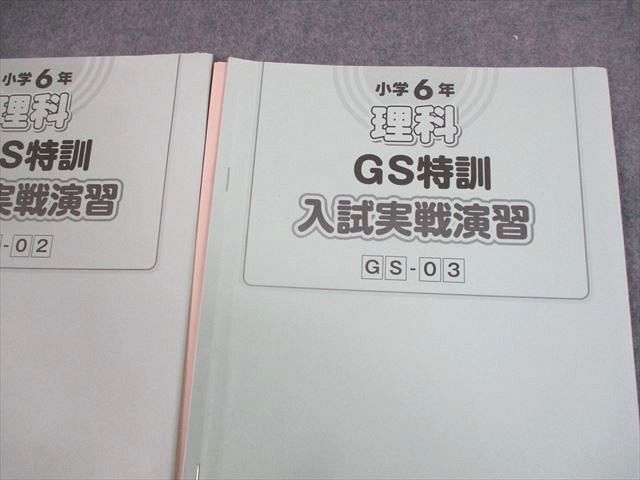 小学6年
理科
S特訓
実戦演習
-02
小学6年
理科
GS特訓
入試実戦演習
GS-03